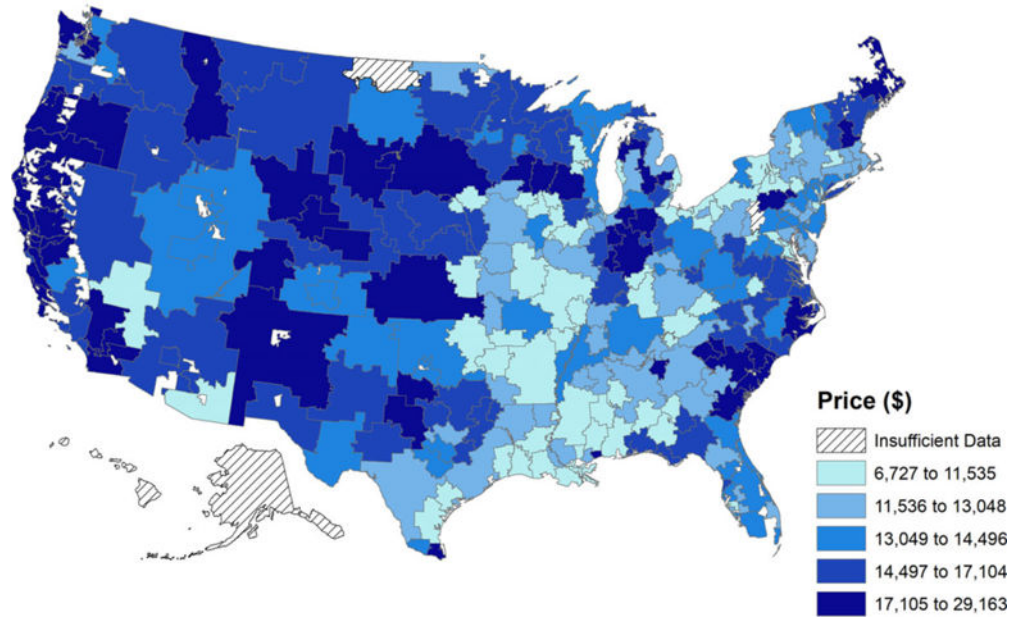 Price ($)
Insufficient Data
6,727 to 11,535
11,536 to 13,048
13,049 to 14,496
14,497 to 17,104
17,105 to 29,163